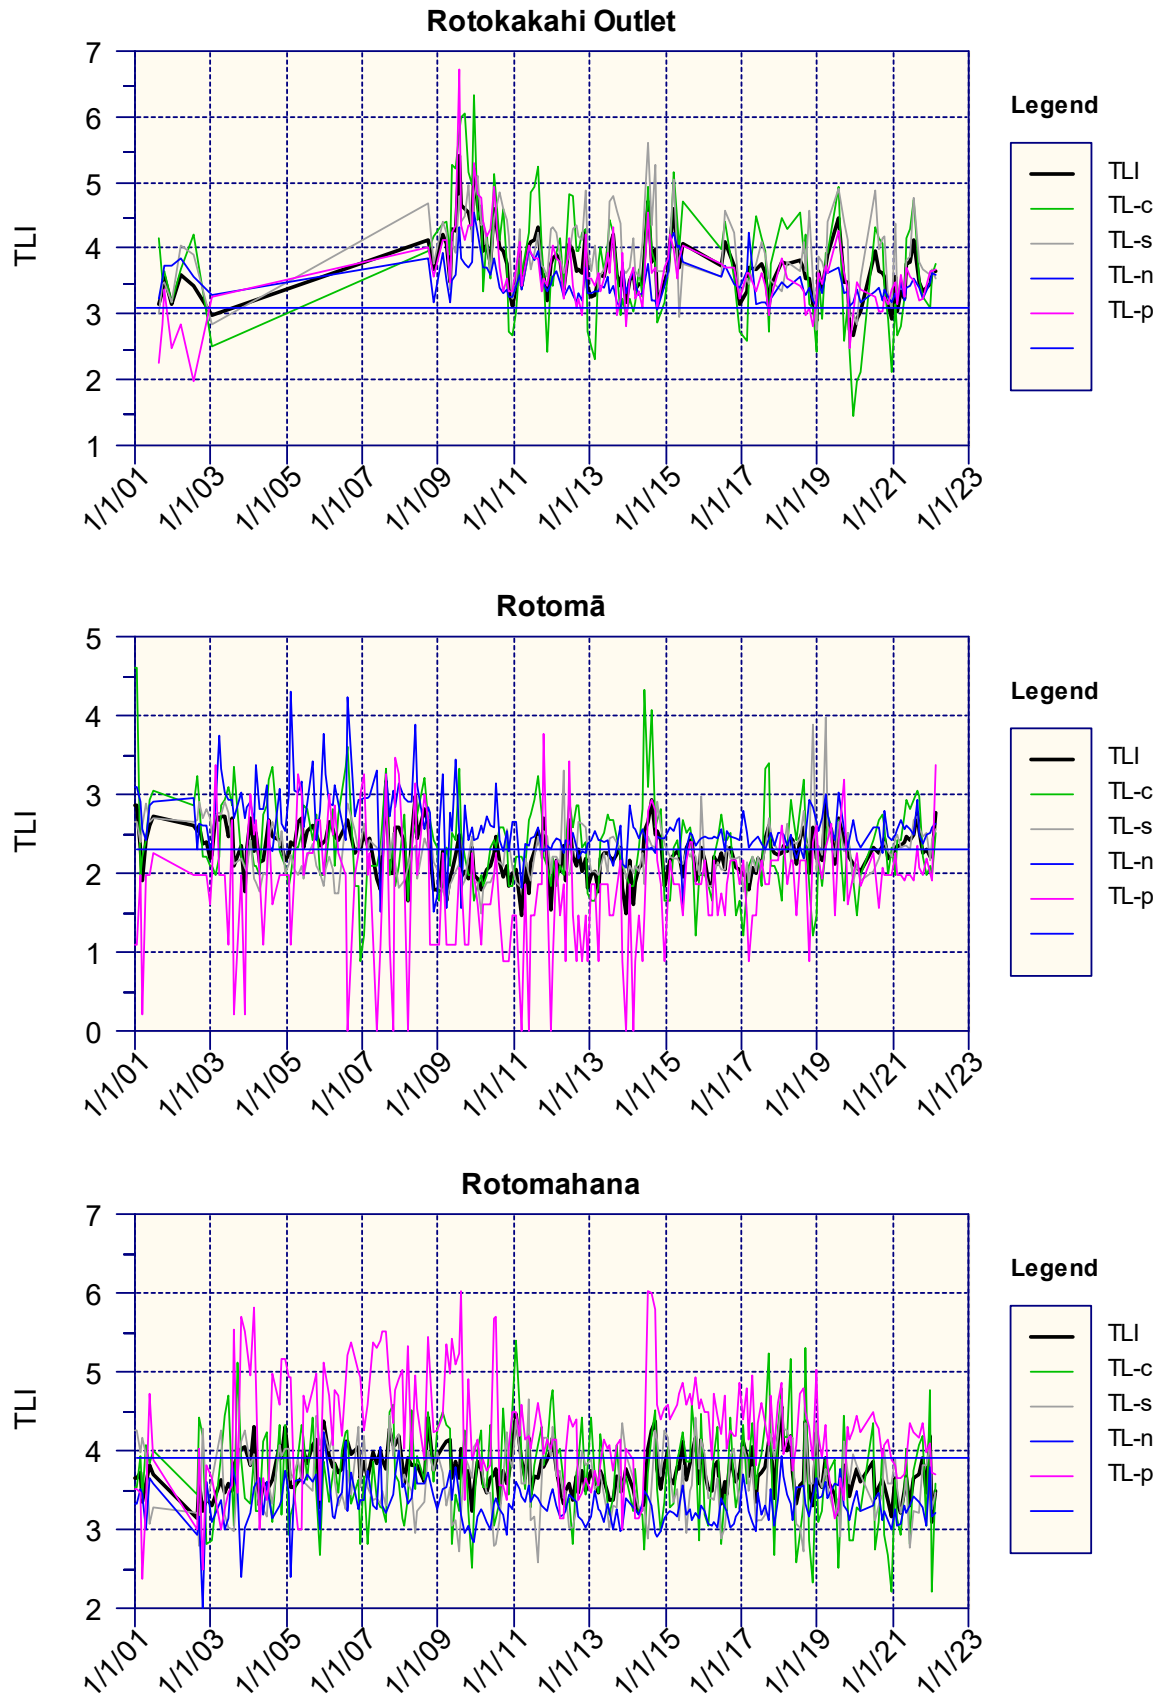 Rotokakahi Outlet
7
6
5
4
3
2
1
TLI
1/1/01
1/1/03
1/1/05
1/1/07
1/1/09
1/1/11
1/1/13
1/1/15
1/1/17
1/1/19
1/1/21
1/1/23
Legend
TLI
TL-c
TL-s
TL-n
TL-p
Rotomā
5
4
3
2
1
0
TLI
1/1/01
1/1/03
1/1/05
1/1/07
1/1/09
1/1/11
1/1/13
1/1/15
1/1/17
1/1/19
1/1/21
1/1/23
Legend
TLI
TL-c
TL-s
TL-n
TL-p
Rotomahana
7
6
5
4
3
2
TLI
1/1/01
1/1/03
1/1/05
1/1/07
1/1/09
1/1/11
1/1/13
1/1/15
1/1/17
1/1/19
1/1/21
1/1/23
Legend
TLI
TL-c
TL-s
TL-n
TL-p